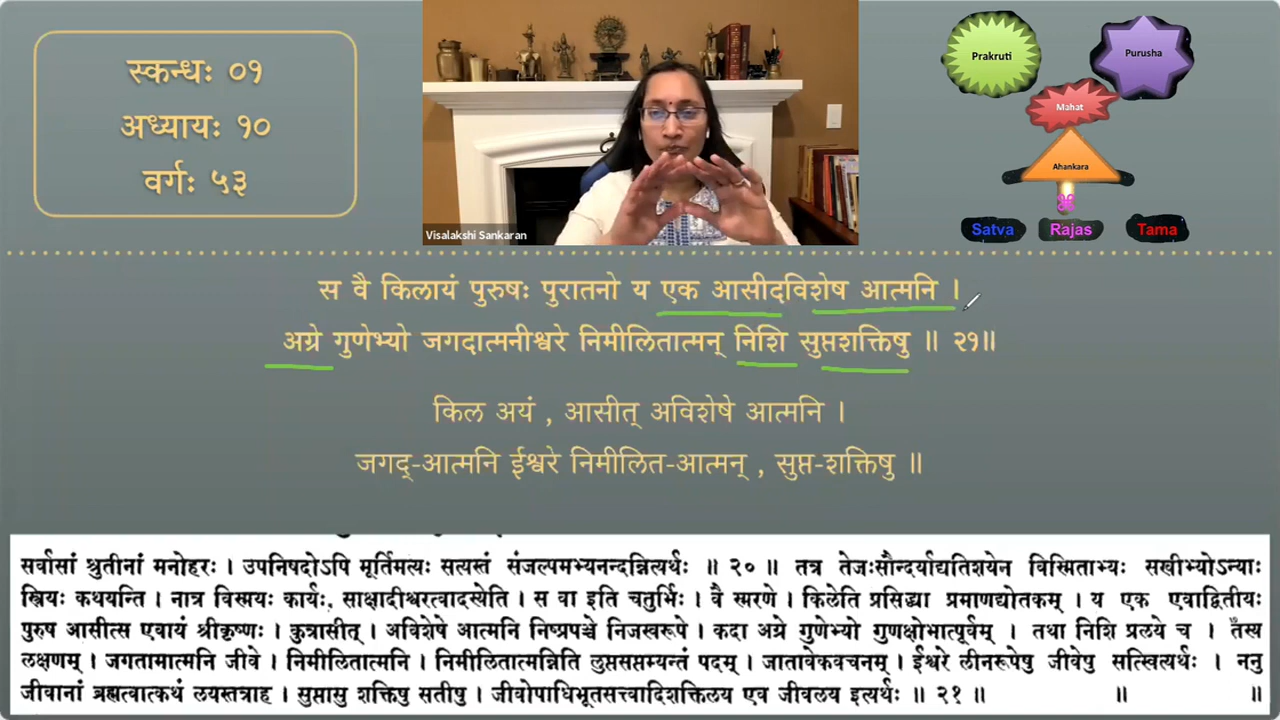 स्कन्धः ०१
अध्यायः १०
वर्गः ५३
Visalakshi Sankaran
Prakruti
Purusha
Mahat
Ahankara
Satva
Rajas
Tama
स वै किलायं पुरुषः पुरातनो य एक आसीदविशेष आत्मनि ।
अग्रे गुणेभ्यो जगदात्मनीश्वरे निमीलितात्मन् निशि सुप्तशक्तिषु ॥ २१॥
किल अयं , आसीत् अविशेषे आत्मनि ।
जगद्-आत्मनि ईश्वरे निमीलित-आत्मन् , सुप्त-शक्तिषु ॥
सर्वासां श्रुतीनां मनोहरः । उपनिषदोऽपि मूर्तिमत्यः सत्यस्तं संजल्पमभ्यनन्दन्नित्यर्थः ॥ २० ॥ तत्र तेजःसौन्दर्याद्यतिशयेन विस्मिताभ्यः सखीभ्योऽन्याः
स्त्रियः कथयन्ति । नात्र विस्मयः कार्यः, साक्षादीश्वरत्वादस्येति । स वा इति चतुर्भिः । वै स्मरणे । किलेति प्रसिद्ध्या प्रमाणद्योतकम् । य एक एवाद्वितीयः
पुरुष आसीत्स एवायं श्रीकृष्णः । कुत्रासीत् । अविशेषे आत्मनि निष्प्रपञ्चे निजस्वरूपे । कदा अग्रे गुणेभ्यो गुणक्षोभात्पूर्वम् । तथा निशि प्रलये च । तस्य
लक्षणम् । जगतामात्मनि जीवे । निमीलितात्मनि । निमीलितात्मन्निति लुप्तसप्तम्यन्तं पदम् । जातावेकवचनम् । ईश्वरे लीनरूपेषु जीवेषु सत्स्वित्यर्थः । ननु
जीवानां ब्रह्मत्वात्कथं लयस्तत्राह । सुप्तासु शक्तिषु सतीषु । जीवोपाधिभूतसत्त्वादिशक्तिलय एव जीवलय इत्यर्थः ॥ २१ ॥ ॥ ॥